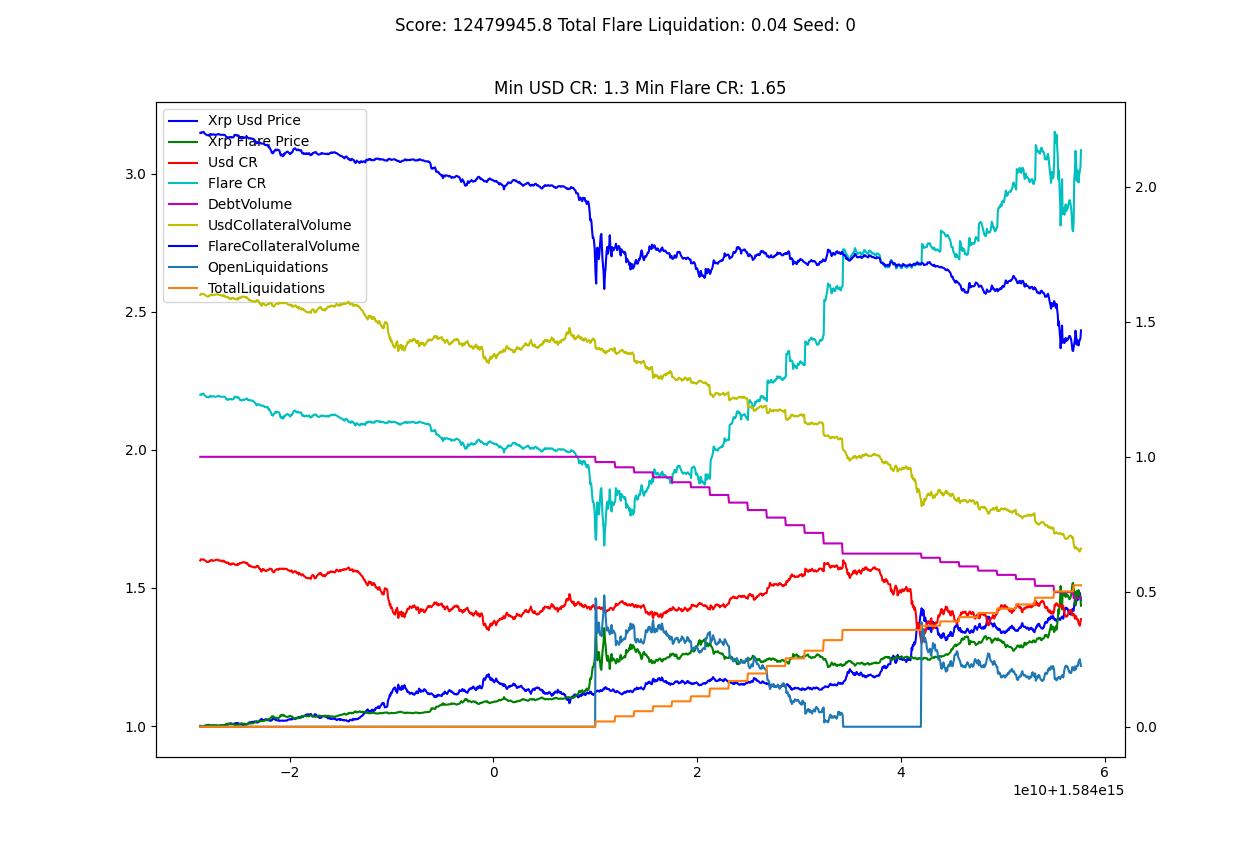 Score: 12479945.8 Total Flare Liquidation: 0.04 Seed: 0
Min USD CR: 1.3 Min Flare CR: 1.65
Xrp Usd Price
Xrp Flare Price
Usd CR
Flare CR
DebtVolume
UsdCollateralVolume
FlareCollateralVolume
OpenLiquidations
TotalLiquidations
3.0
2.5
2.0
1.5
1.0
2.0
1.5
1.0
0.5
0.0
−2 0 2 4 6
1e10+1.584e15